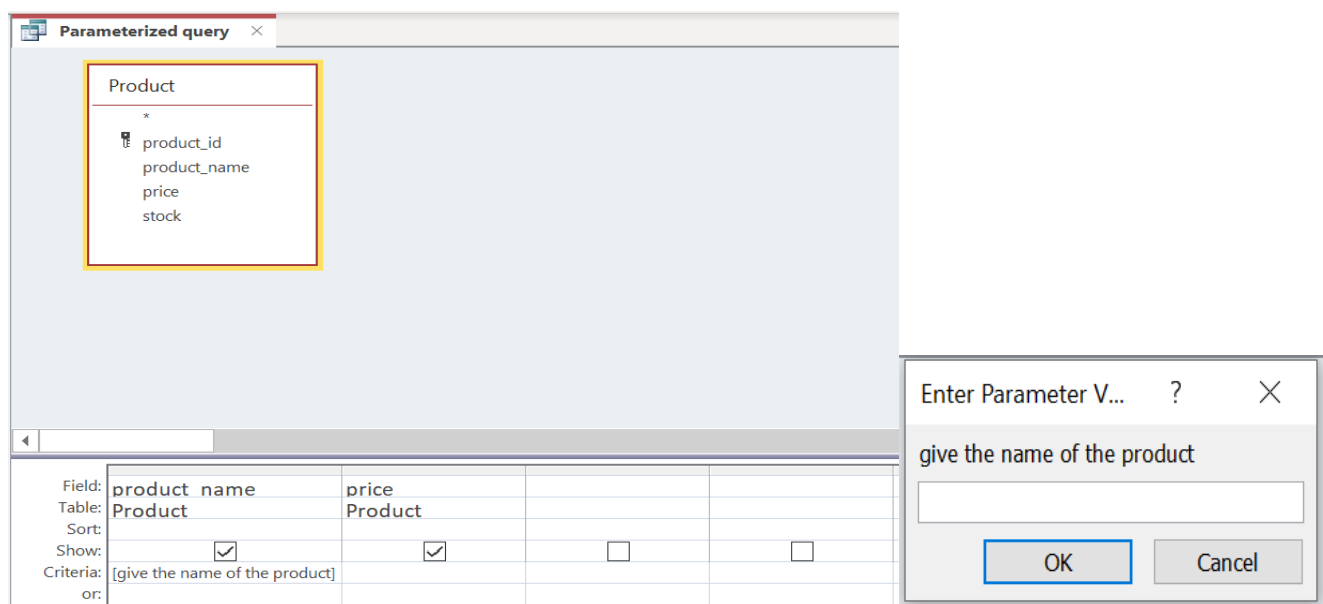 Parameterized query
Product
*
product_id
product_name
price
stock
Enter Parameter V... ?
give the name of the product
OK Cancel
Field: product_name price
Table: Product Product
Sort:
Show:
Criteria: [give the name of the product]
or: